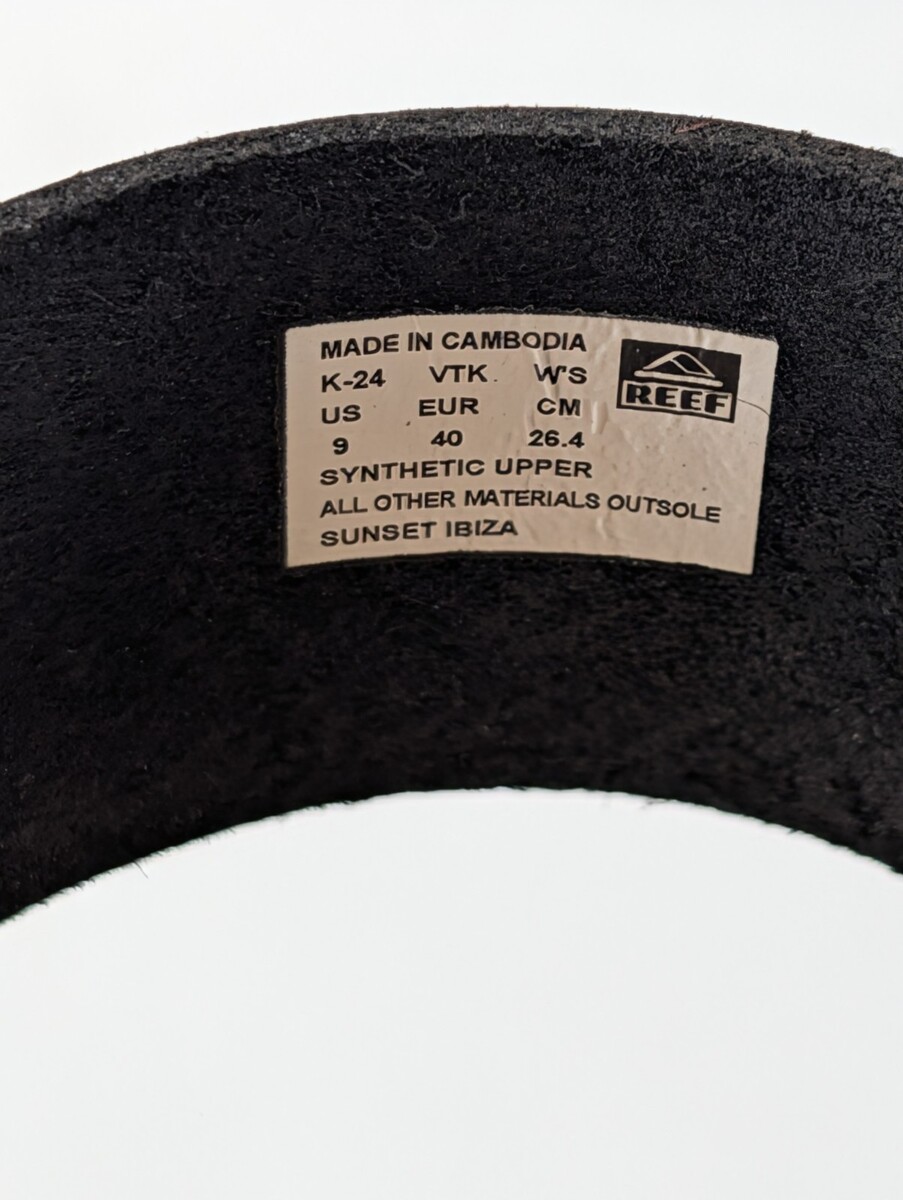 MADE IN CAMBODIA
K-24 VTK. W'S
US EUR CM
9 40 26.4
SYNTHETIC UPPER
ALL OTHER MATERIALS OUTSOLE
SUNSET IBIZA
REEF